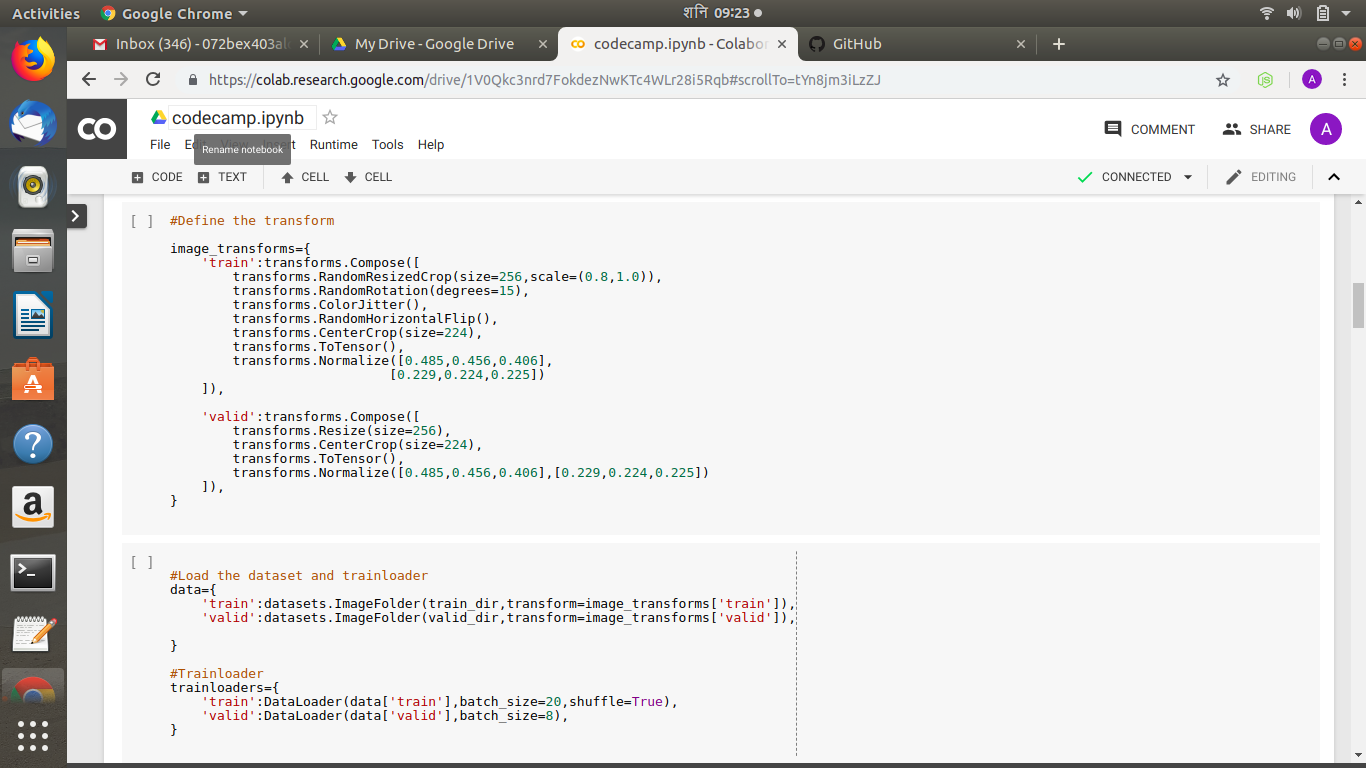 Activities
Google Chrome
शनि 09:23
Inbox (346) - 072bex403al
My Drive - Google Drive
codecamp.ipynb - Colabor
GitHub
https://colab.research.google.com/drive/1V0Qkc3nrd7FokdezNwKTc4WLr28i5Rqb#scrollTo=tYn8jm3iLzZJ
A
CO
codecamp.ipynb
COMMENT
SHARE
A
File Edit View Insert Runtime Tools Help
Rename notebook
CODE TEXT CELL CELL
CONNECTED
EDITING
[ ] #Define the transform
image_transforms={
'train':transforms.Compose([
transforms.RandomResizedCrop(size=256,scale=(0.8,1.0)),
transforms.RandomRotation(degrees=15),
transforms.ColorJitter(),
transforms.RandomHorizontalFlip(),
transforms.CenterCrop(size=224),
transforms.ToTensor(),
transforms.Normalize([0.485,0.456,0.406],
[0.229,0.224,0.225])
]),
'valid':transforms.Compose([
transforms.Resize(size=256),
transforms.CenterCrop(size=224),
transforms.ToTensor(),
transforms.Normalize([0.485,0.456,0.406],[0.229,0.224,0.225])
]),
}
[ ]
#Load the dataset and trainloader
data={
'train':datasets.ImageFolder(train_dir,transform=image_transforms['train']),
'valid':datasets.ImageFolder(valid_dir,transform=image_transforms['valid']),
}
#Trainloader
trainloaders={
'train':DataLoader(data['train'],batch_size=20,shuffle=True),
'valid':DataLoader(data['valid'],batch_size=8),
}